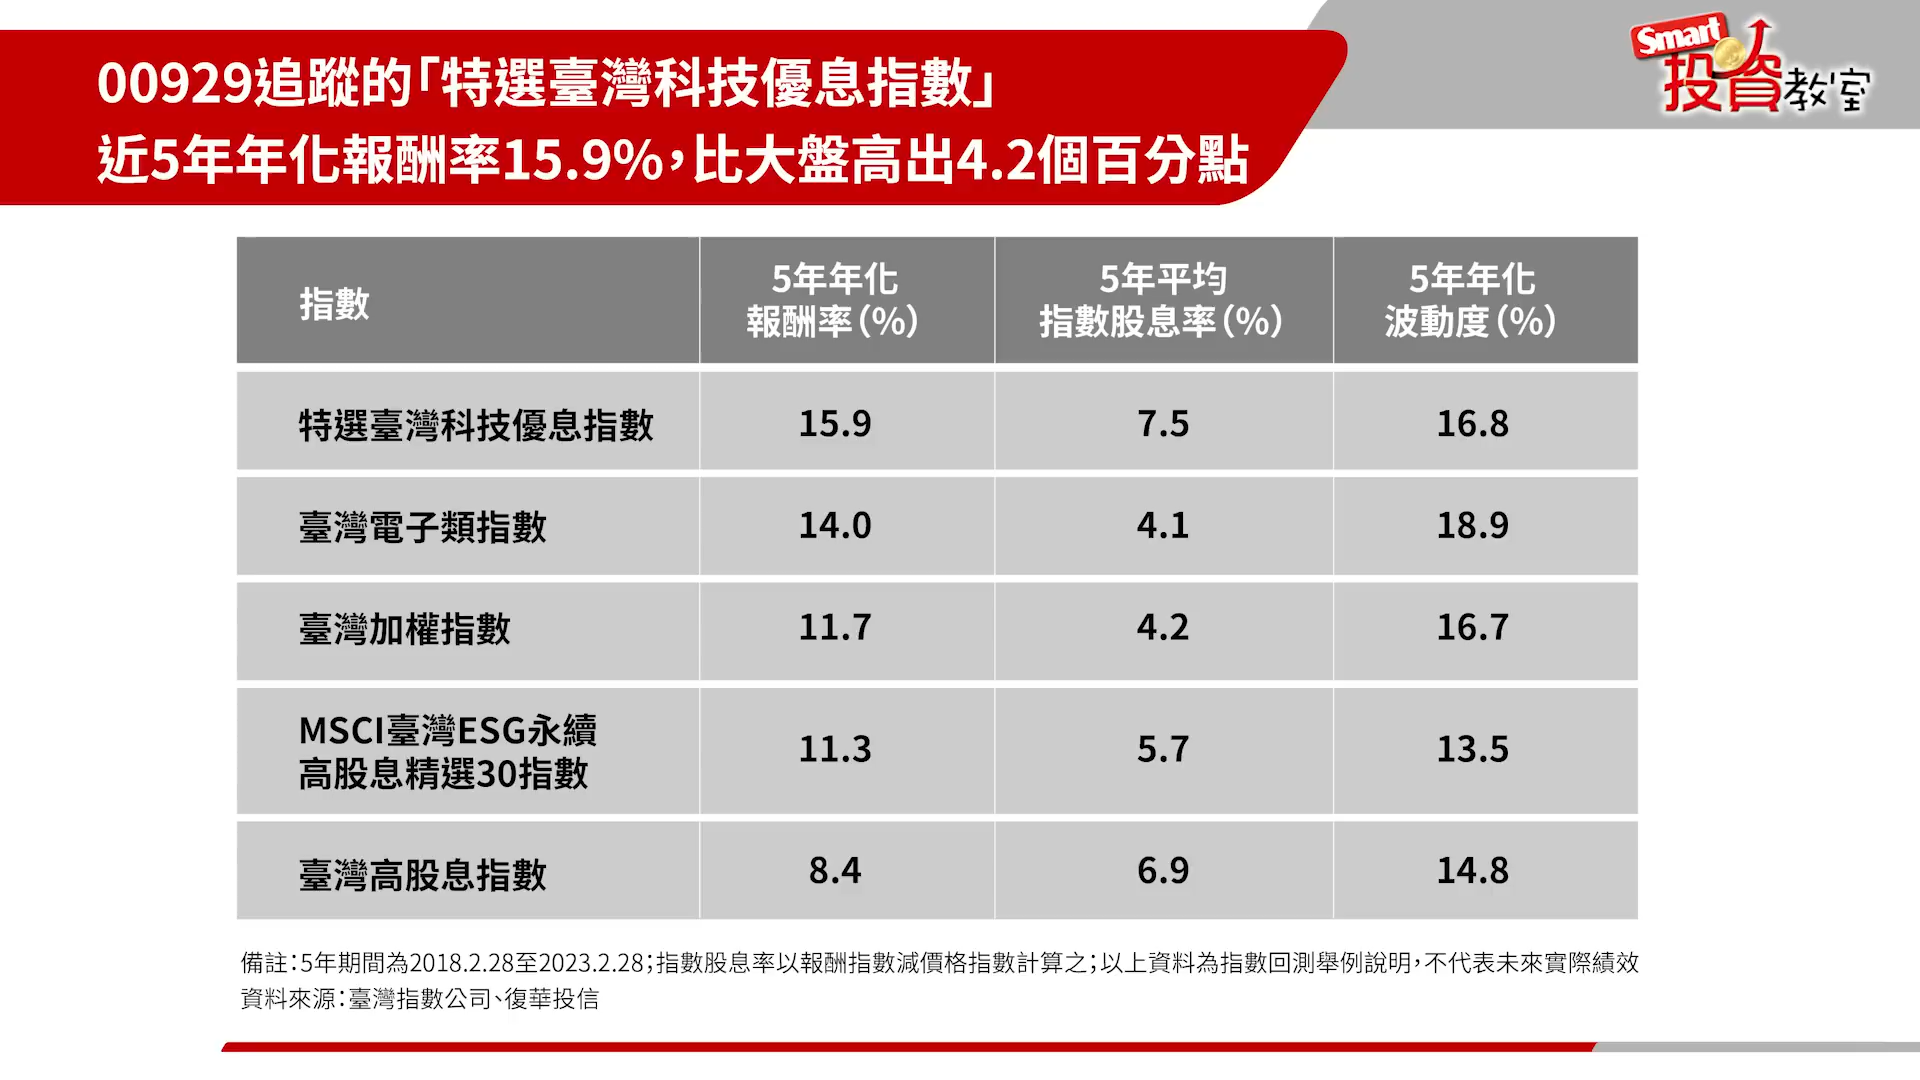 00929追蹤的「特選臺灣科技優息指數」
近5年年化報酬率15.9%，比大盤高出4.2個百分點
Smart
投資教室
指數
5年年化
報酬率(%)
5年平均
指數股息率(%)
5年年化
波動度(%)
特選臺灣科技優息指數 15.9 7.5 16.8
臺灣電子類指數 14.0 4.1 18.9
臺灣加權指數 11.7 4.2 16.7
MSCI臺灣ESG永續
高股息精選30指數 11.3 5.7 13.5
臺灣高股息指數 8.4 6.9 14.8
備註：5年期間為2018.2.28至2023.2.28；指數股息率以報酬指數減價格指數計算之；以上資料為指數回測舉例說明，不代表未來實際績效
資料來源：臺灣指數公司、復華投信